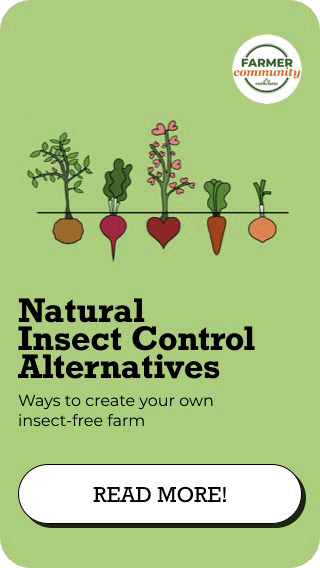 FARMER
community
Natural
Insect Control
Alternatives
Ways to create your own
insect-free farm
READ MORE!